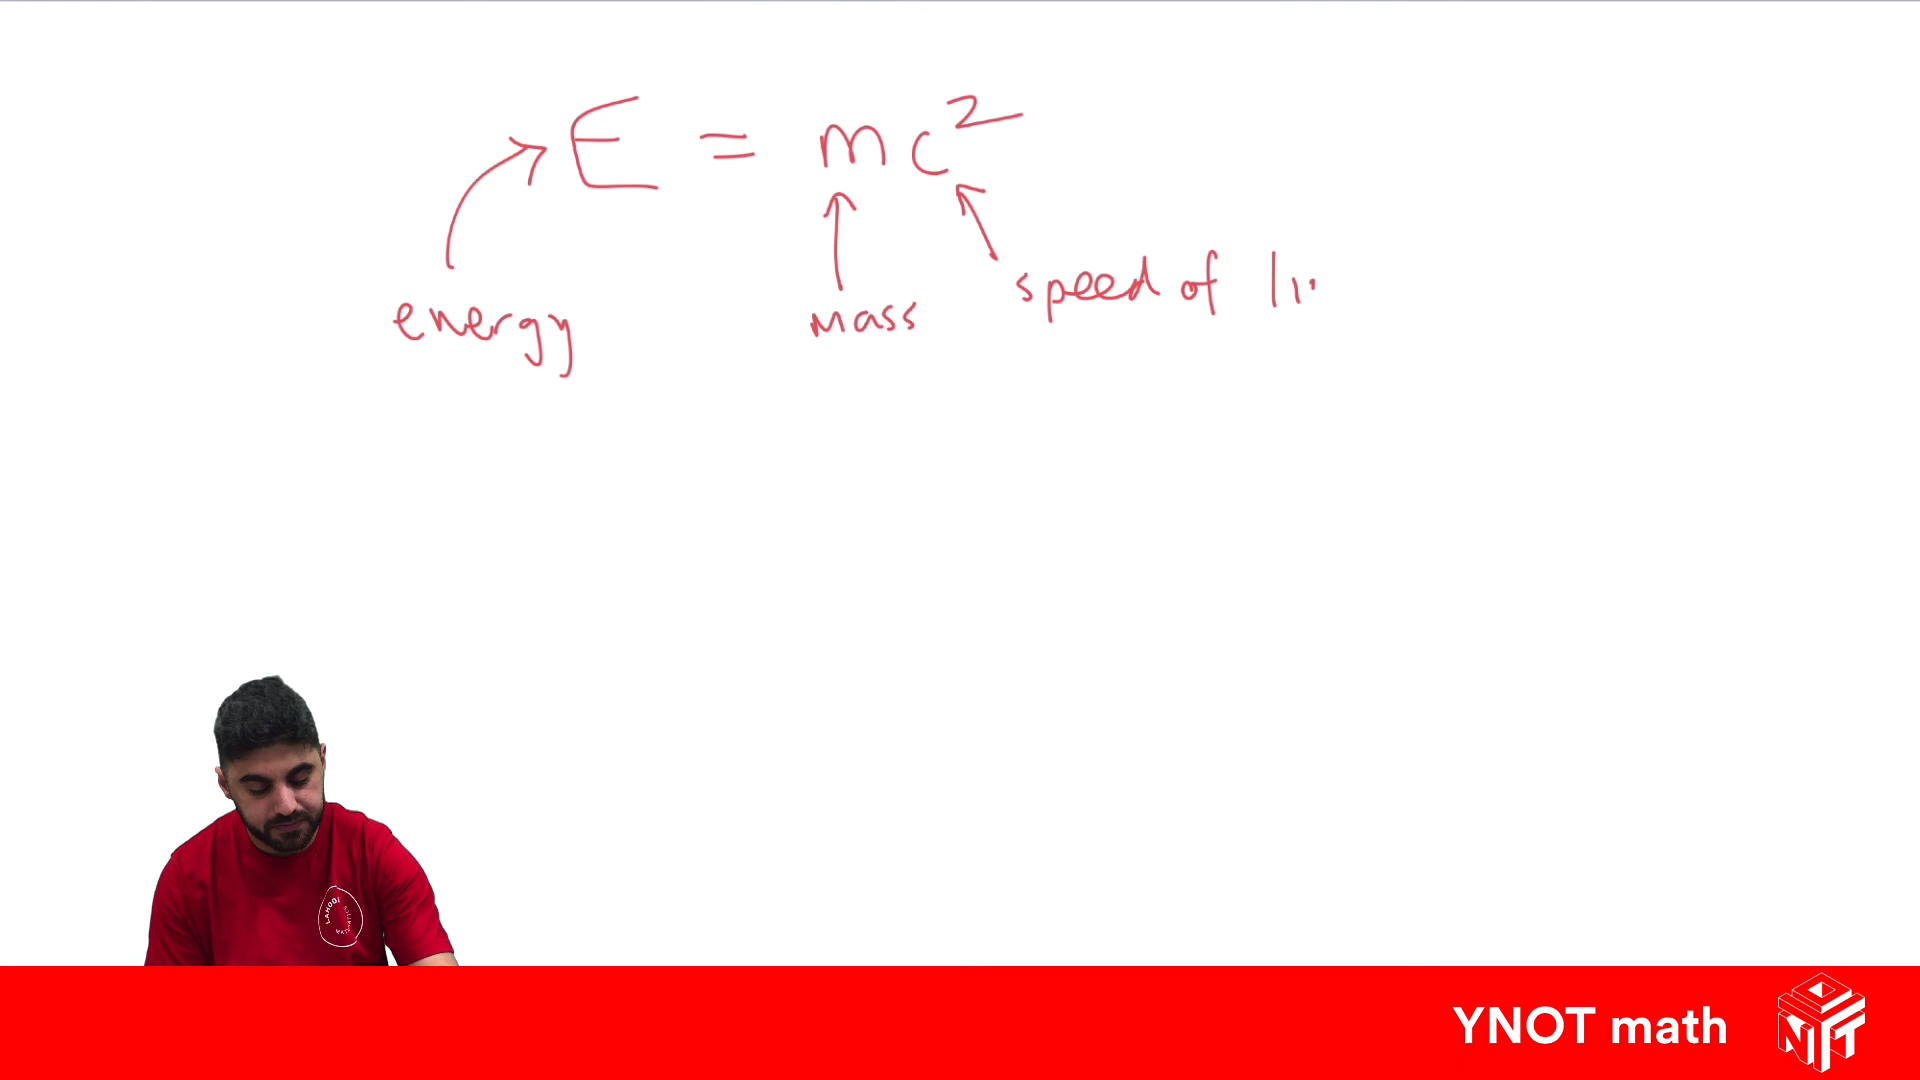 E = mc²
energy
mass
speed of
YNOT math